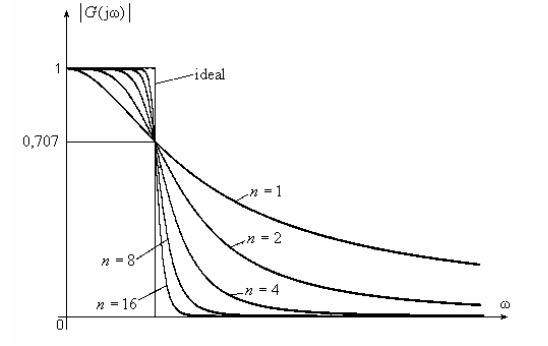 |G(jω)|
1
ideal
0,707
n = 1
n = 2
n = 8
n = 4
n = 16
ω
0